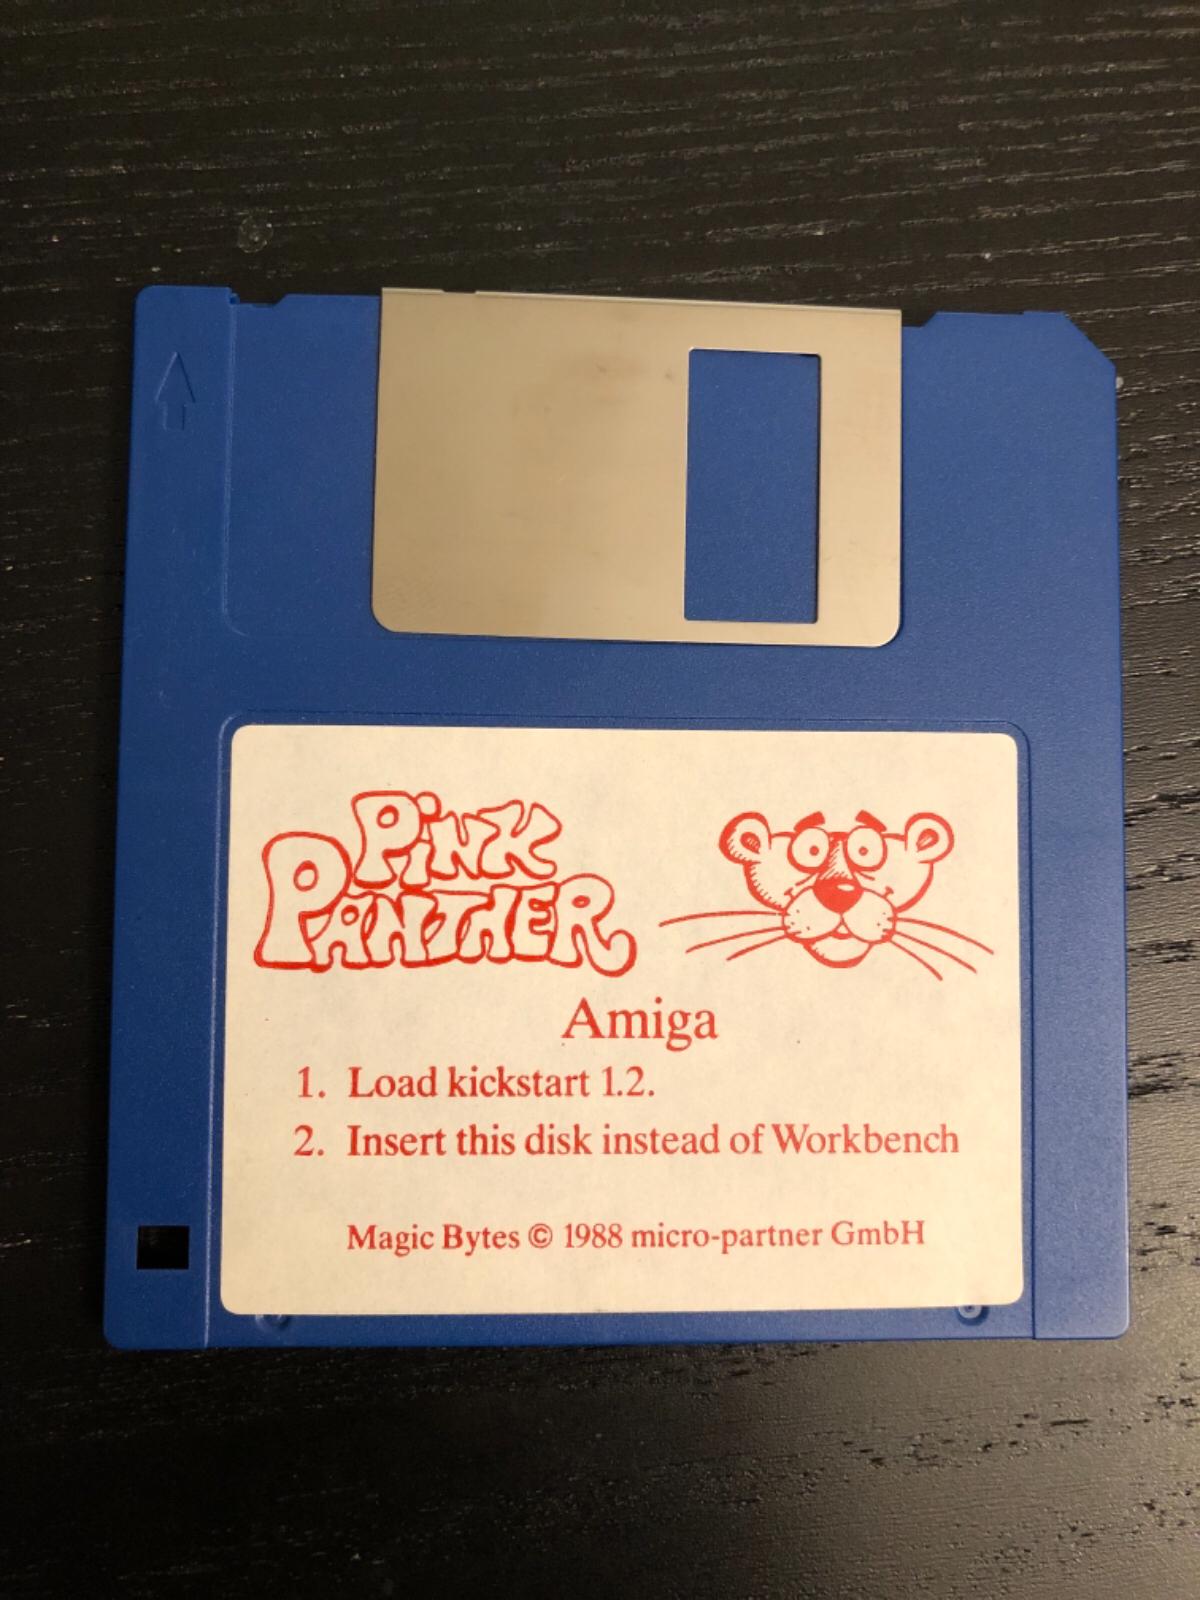 PiNK
PANTHER
Amiga
1. Load kickstart 1.2.
2. Insert this disk instead of Workbench
Magic Bytes © 1988 micro-partner GmbH